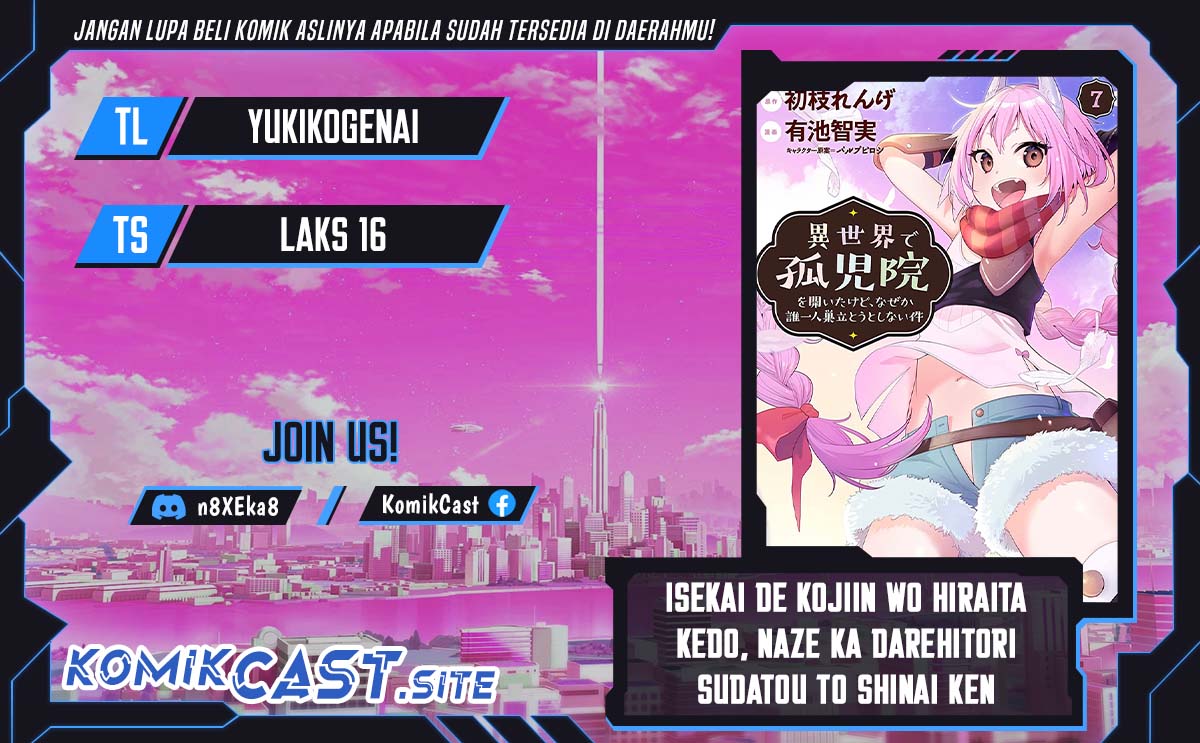 JANGAN LUPA BELI KOMIK ASLINYA APABILA SUDAH TERSEDIA DI DAERAHMU!
TL YUKIKOGENAI
TS LAKS 16
JOIN US!
n8XEka8
KomikCast
KOMIKCAST.SITE
7
原作 初枝れんげ
漫画 有池智実
キャラクター原案=パルプピロシ
異世界で
孤児院
を開いたけど、なぜか
誰一人巣立とうとしない件
ISEKAI DE KOJIIN WO HIRAITA
KEDO, NAZE KA DAREHITORI
SUDATOU TO SHINAI KEN